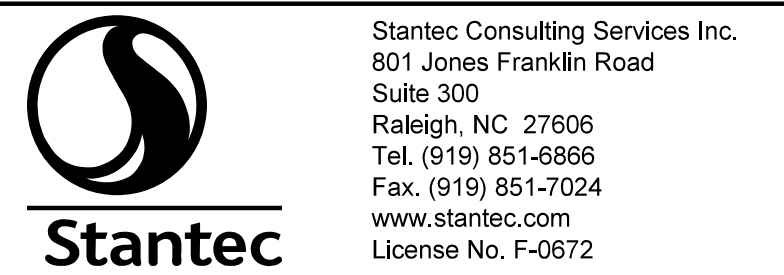 Stantec
Stantec Consulting Services Inc.
801 Jones Franklin Road
Suite 300
Raleigh, NC  27606
Tel. (919) 851-6866
Fax. (919) 851-7024
www.stantec.com
License No. F-0672